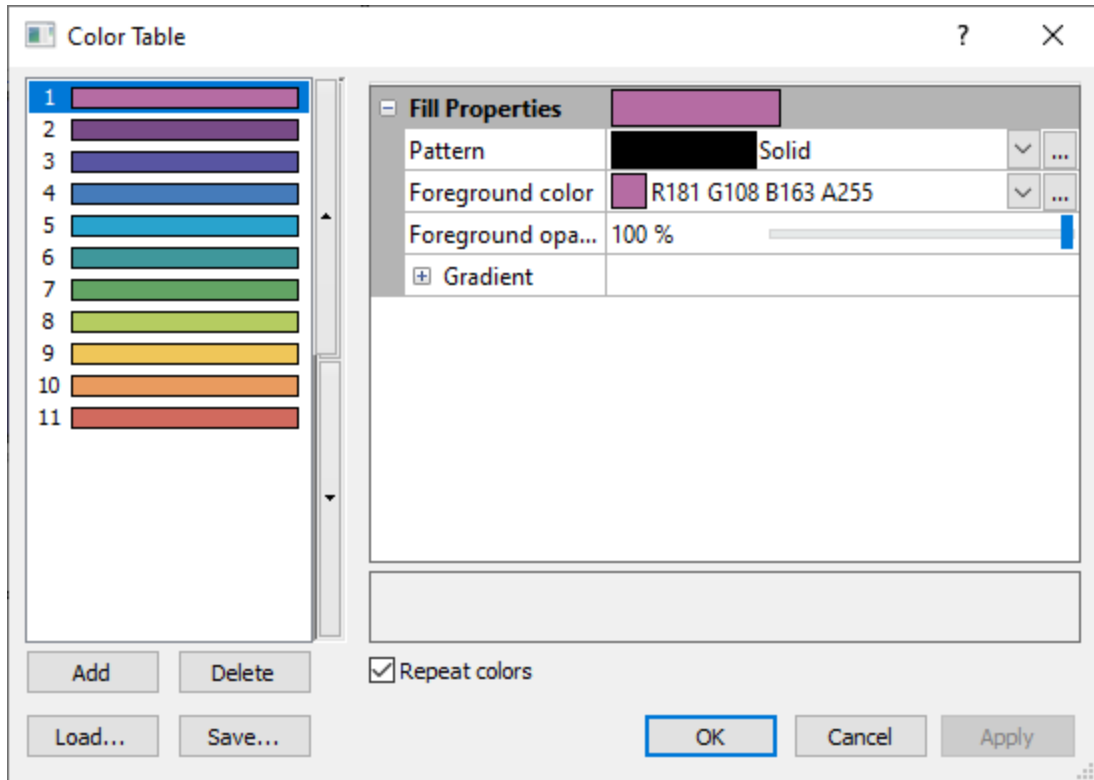 Color Table ?
1
2
3
4
5
6
7
8
9
10
11
Fill Properties
Pattern Solid ...
Foreground color R181 G108 B163 A255 ...
Foreground opa... 100 %
Gradient
Repeat colors
Add Delete
Load... Save...
OK Cancel Apply